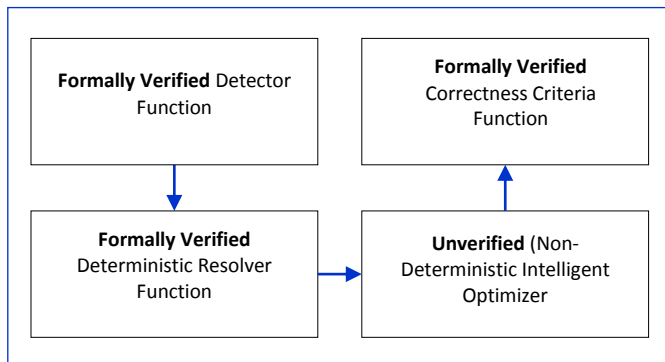 Formally Verified Detector
Function
Formally Verified
Deterministic Resolver
Function
Unverified (Non-
Deterministic Intelligent
Optimizer
Formally Verified
Correctness Criteria
Function